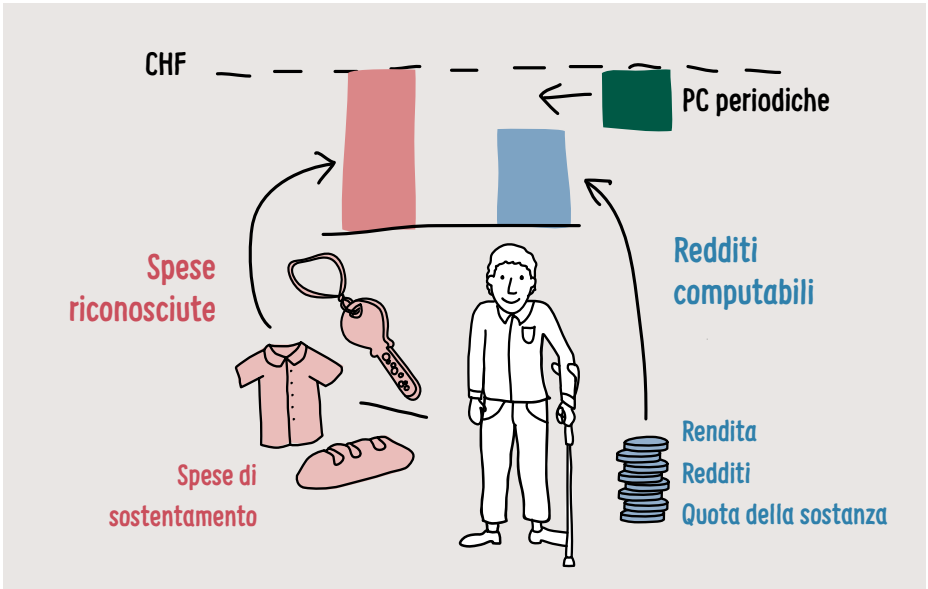 CHF
PC periodiche
Spese
riconosciute
Redditi
computabili
Spese di
sostentamento
Rendita
Redditi
Quota della sostanza